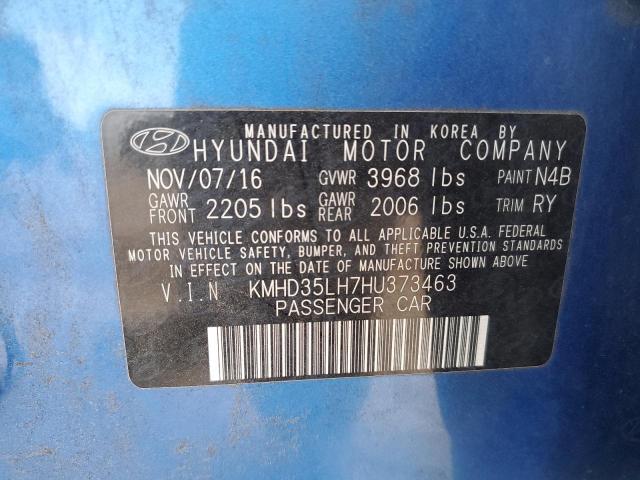 MANUFACTURED IN KOREA BY
HYUNDAI MOTOR COMPANY
NOV/07/16 GVWR 3968 lbs PAINT N4B
GAWR FRONT 2205 lbs GAWR REAR 2006 lbs TRIM RY
THIS VEHICLE CONFORMS TO ALL APPLICABLE U.S.A. FEDERAL
MOTOR VEHICLE SAFETY, BUMPER, AND THEFT PREVENTION STANDARDS
IN EFFECT ON THE DATE OF MANUFACTURE SHOWN ABOVE.
V.I.N KMHD35LH7HU373463
PASSENGER CAR